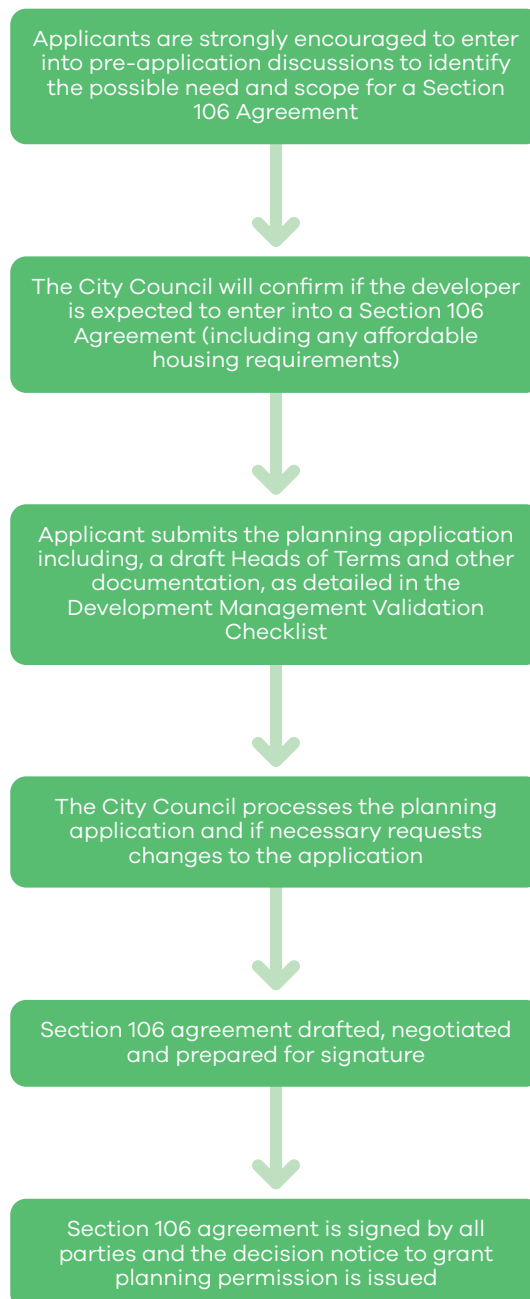 Applicants are strongly encouraged to enter
into pre-application discussions to identify
the possible need and scope for a Section
106 Agreement
The City Council will confirm if the developer
is expected to enter into a Section 106
Agreement (including any affordable
housing requirements)
Applicant submits the planning application
including, a draft Heads of Terms and other
documentation, as detailed in the
Development Management Validation
Checklist
The City Council processes the planning
application and if necessary requests
changes to the application
Section 106 agreement drafted, negotiated
and prepared for signature
Section 106 agreement is signed by all
parties and the decision notice to grant
planning permission is issued